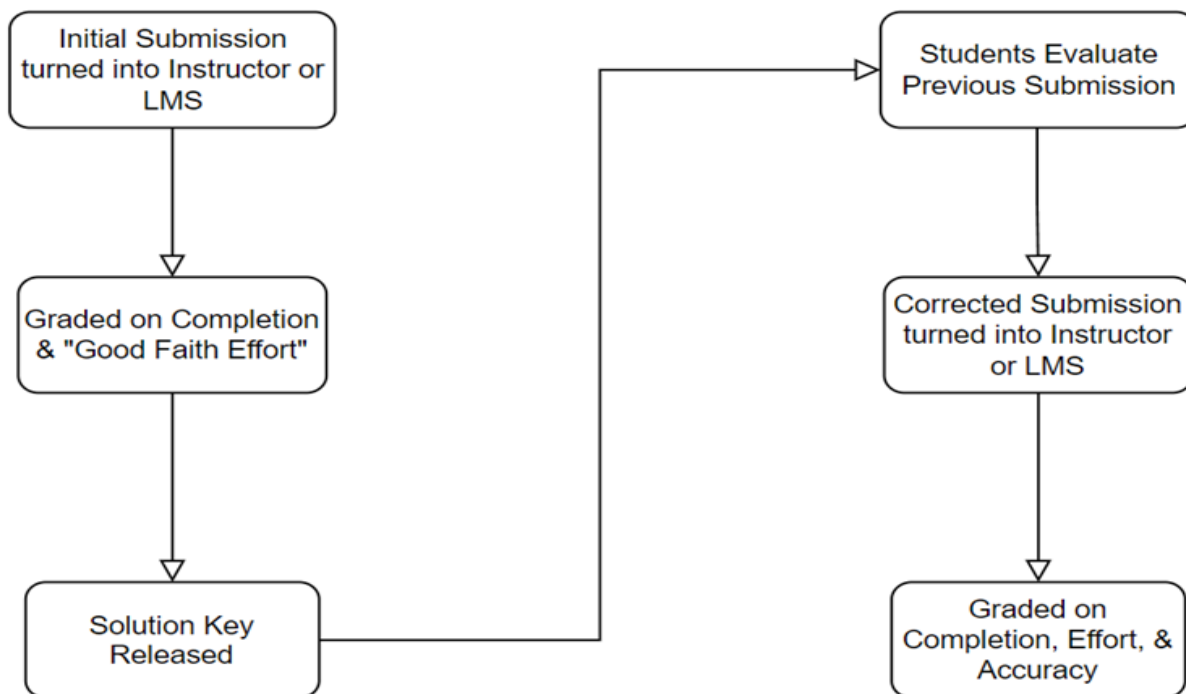 Initial Submission
turned into Instructor or
LMS
Graded on Completion
& "Good Faith Effort"
Solution Key
Released
Students Evaluate
Previous Submission
Corrected Submission
turned into Instructor
or LMS
Graded on
Completion, Effort, &
Accuracy